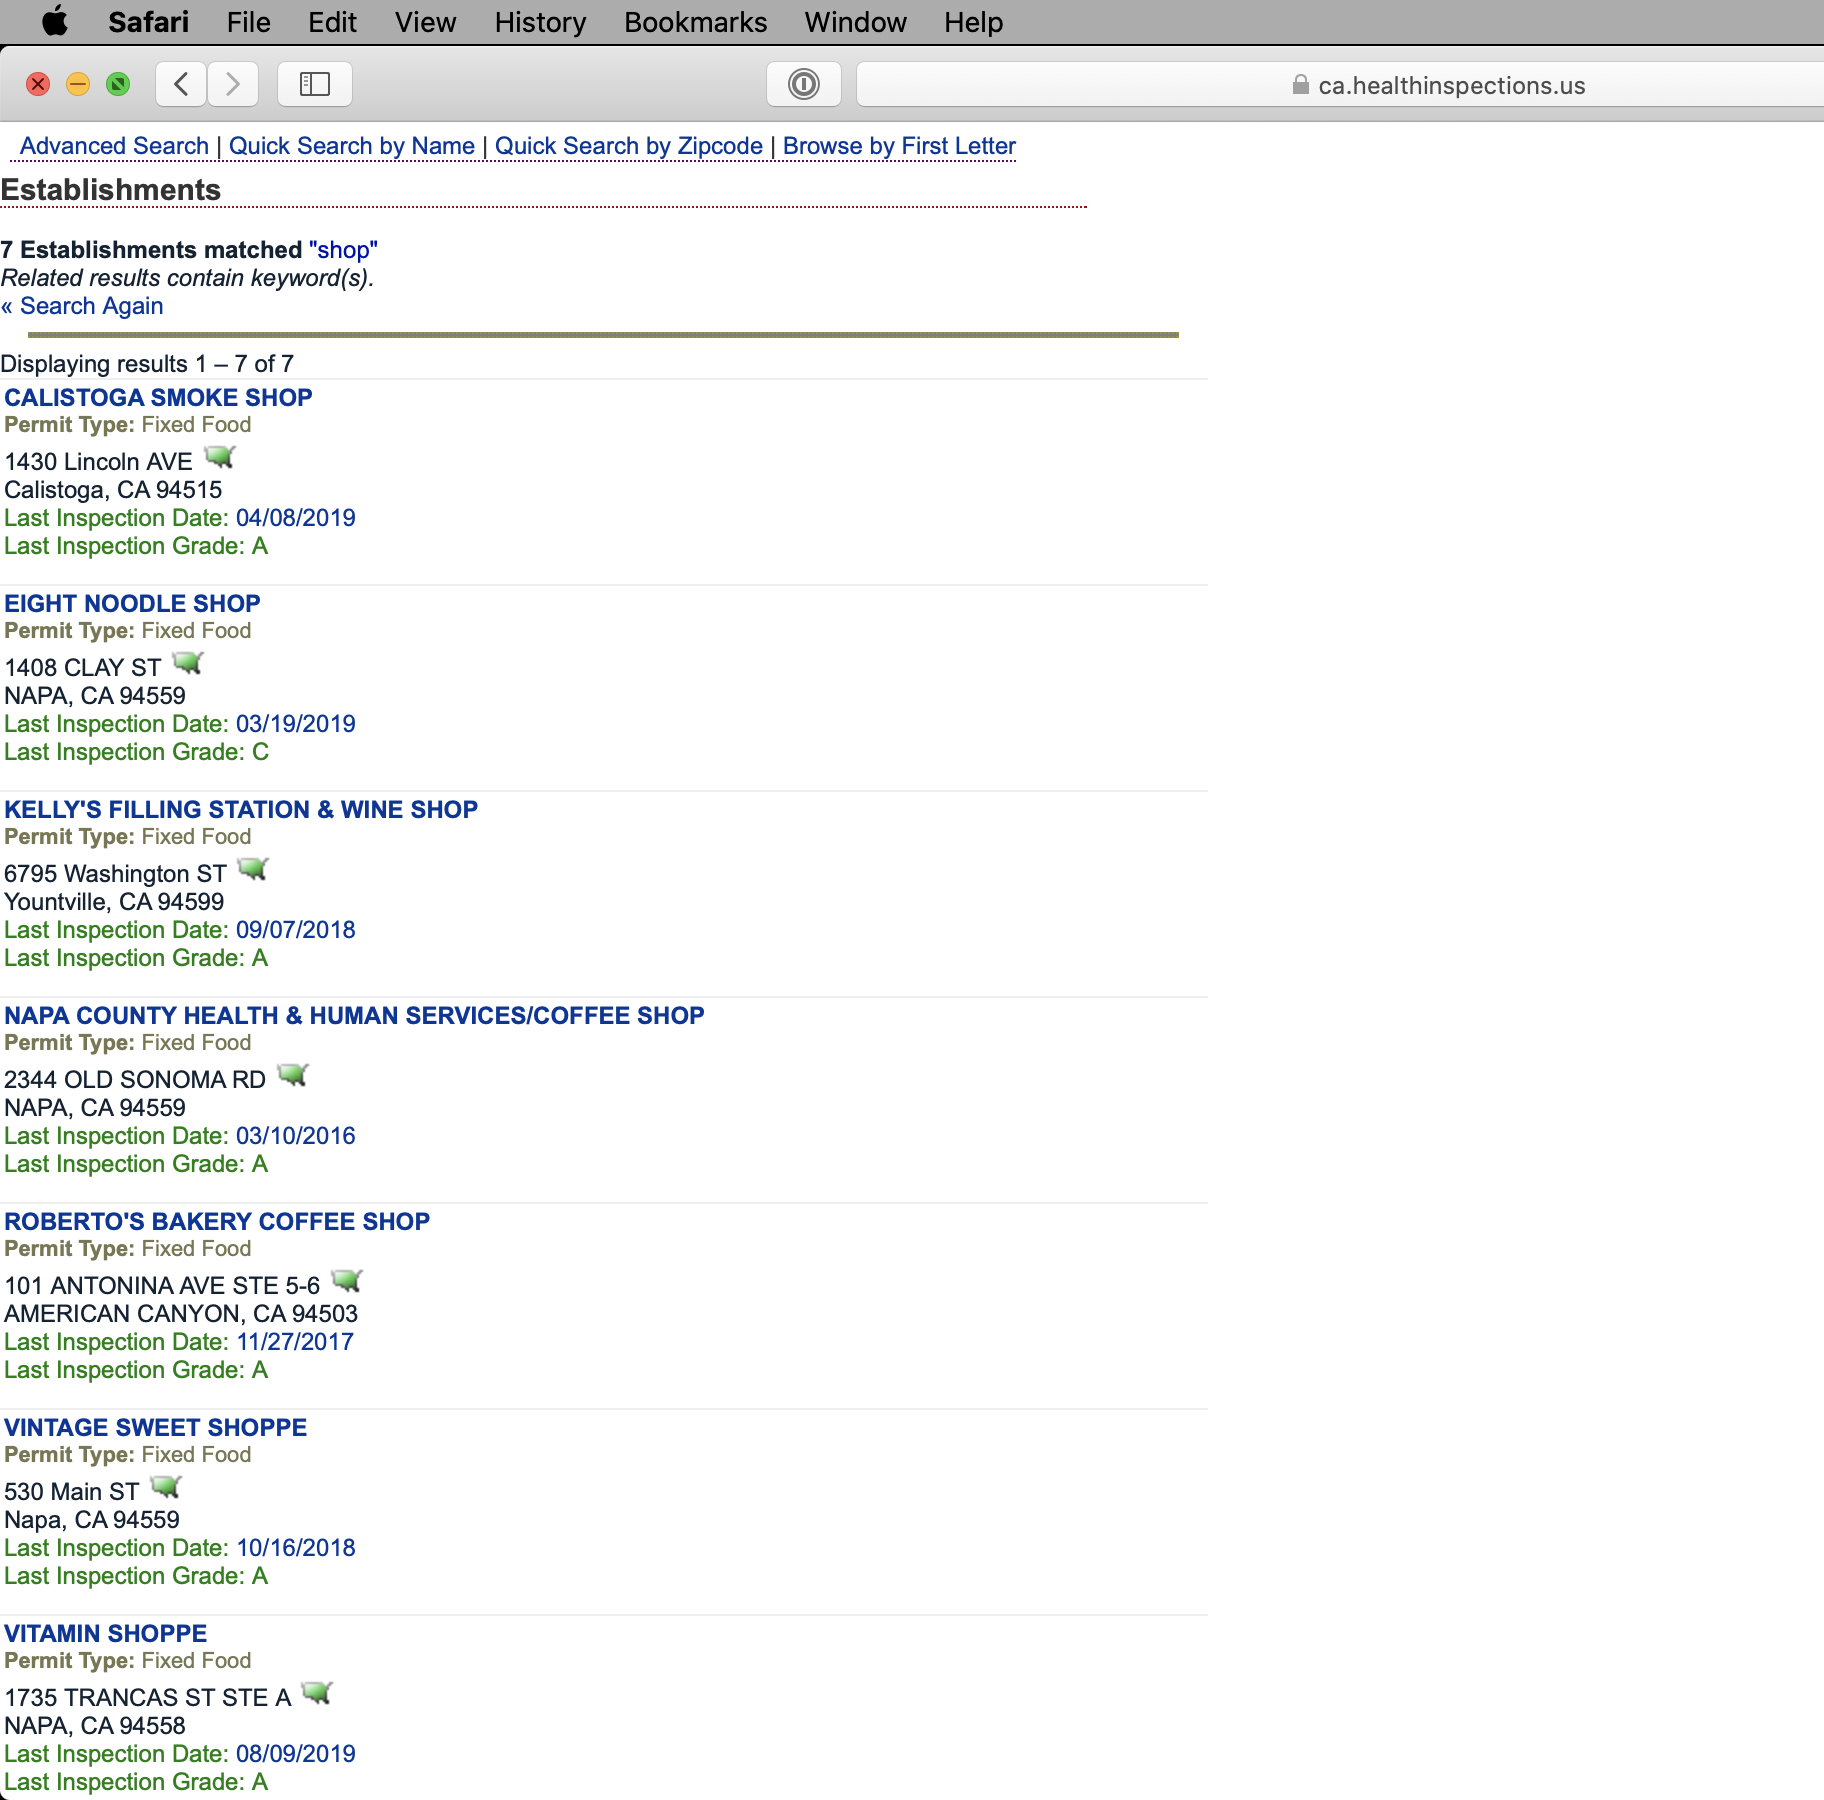 Safari File Edit View History Bookmarks Window Help
ca.healthinspections.us
Advanced Search | Quick Search by Name | Quick Search by Zipcode | Browse by First Letter
Establishments
7 Establishments matched "shop"
Related results contain keyword(s).
« Search Again
Displaying results 1 – 7 of 7
CALISTOGA SMOKE SHOP
Permit Type: Fixed Food
1430 Lincoln AVE
Calistoga, CA 94515
Last Inspection Date: 04/08/2019
Last Inspection Grade: A
EIGHT NOODLE SHOP
Permit Type: Fixed Food
1408 CLAY ST
NAPA, CA 94559
Last Inspection Date: 03/19/2019
Last Inspection Grade: C
KELLY'S FILLING STATION & WINE SHOP
Permit Type: Fixed Food
6795 Washington ST
Yountville, CA 94599
Last Inspection Date: 09/07/2018
Last Inspection Grade: A
NAPA COUNTY HEALTH & HUMAN SERVICES/COFFEE SHOP
Permit Type: Fixed Food
2344 OLD SONOMA RD
NAPA, CA 94559
Last Inspection Date: 03/10/2016
Last Inspection Grade: A
ROBERTO'S BAKERY COFFEE SHOP
Permit Type: Fixed Food
101 ANTONINA AVE STE 5-6
AMERICAN CANYON, CA 94503
Last Inspection Date: 11/27/2017
Last Inspection Grade: A
VINTAGE SWEET SHOPPE
Permit Type: Fixed Food
530 Main ST
Napa, CA 94559
Last Inspection Date: 10/16/2018
Last Inspection Grade: A
VITAMIN SHOPPE
Permit Type: Fixed Food
1735 TRANCAS ST STE A
NAPA, CA 94558
Last Inspection Date: 08/09/2019
Last Inspection Grade: A